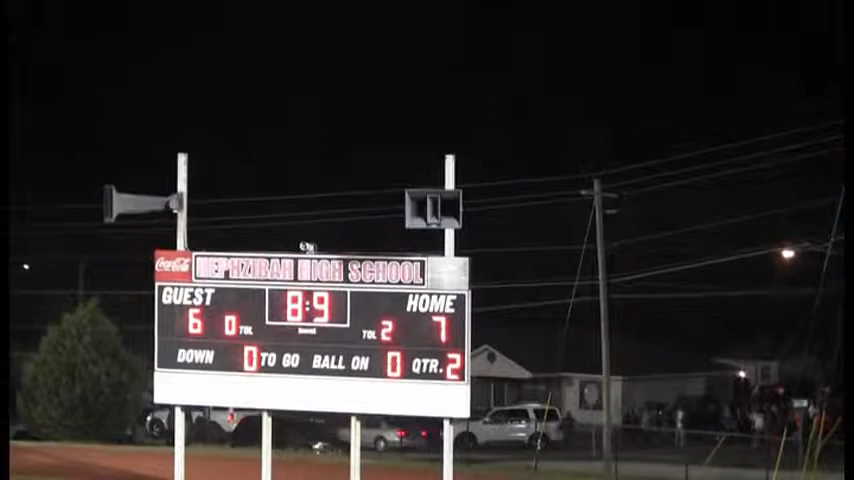 Coca-Cola HEPHZIBAH HIGH SCHOOL
GUEST 8:9 HOME
6 0 TOL TOL 2 7
DOWN 0 TO GO BALL ON 0 QTR. 2